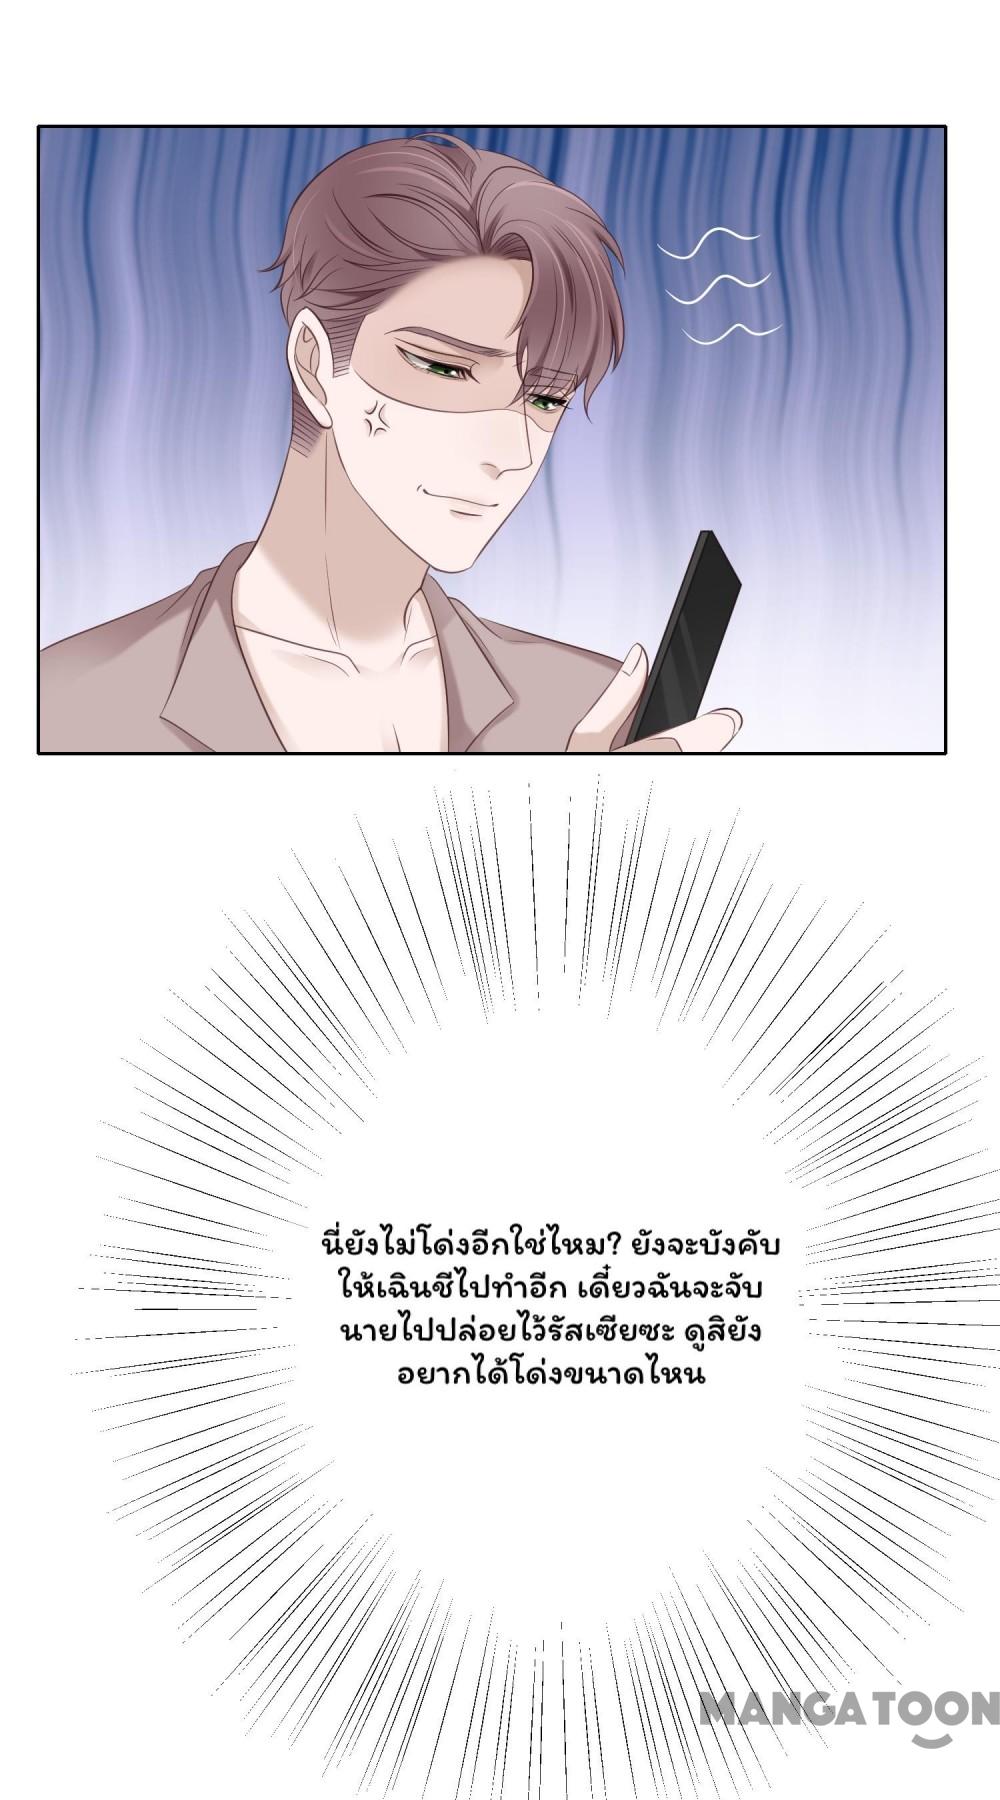 นี่ยังไม่โด่งอีกใช่ไหม? ยังจะบังคับ
ให้เฉินชีไปทำอีก เดี๋ยวฉันจะจับ
นายไปปล่อยไว้รัสเซียซะ ดูสิยัง
อยากได้โด่งขนาดไหน
MANGATOON